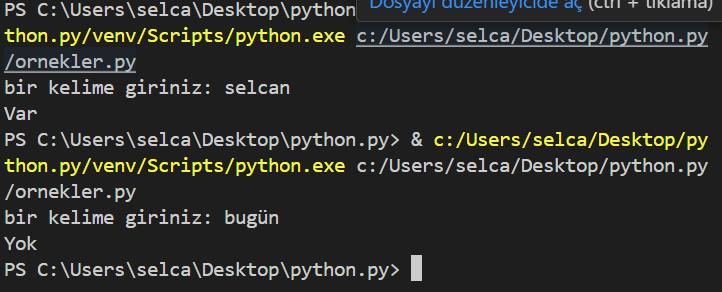 PS C:\Users\selca\Desktop\python
Dosyayı düzenleyicide aç (ctrl + tıklama)
thon.py/venv/Scripts/python.exe c:/Users/selca/Desktop/python.py
/ornekler.py
bir kelime giriniz: selcan
Var
PS C:\Users\selca\Desktop\python.py> & c:/Users/selca/Desktop/py
thon.py/venv/Scripts/python.exe c:/Users/selca/Desktop/python.py
/ornekler.py
bir kelime giriniz: bugün
Yok
PS C:\Users\selca\Desktop\python.py>